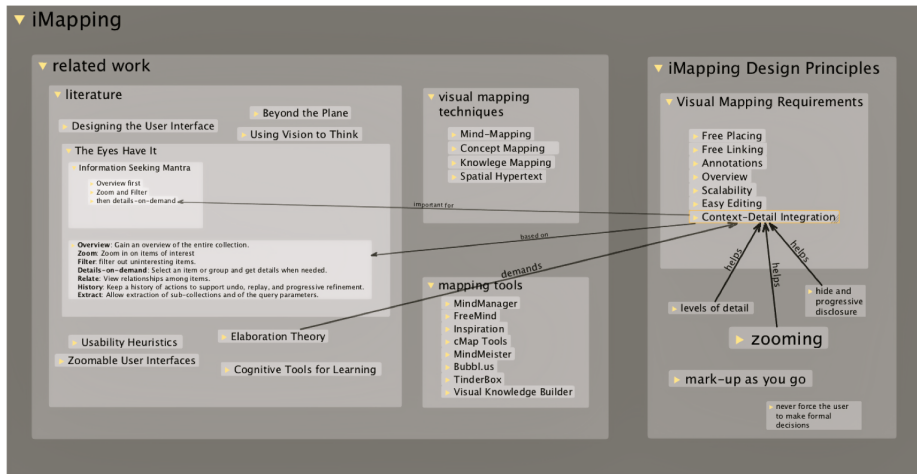 iMapping
related work
literature
Beyond the Plane
Designing the User Interface
Using Vision to Think
The Eyes Have It
Information Seeking Mantra
Overview first
Zoom and Filter
then details-on-demand
Overview: Gain an overview of the entire collection.
Zoom: Zoom in on items of interest
Filter: filter out uninteresting items.
Details-on-demand: Select an item or group and get details when needed.
Relate: View relationships among items.
History: Keep a history of actions to support undo, replay, and progressive refinement.
Extract: Allow extraction of sub-collections and of the query parameters.
Usability Heuristics
Elaboration Theory
Zoomable User Interfaces
Cognitive Tools for Learning
visual mapping
techniques
Mind-Mapping
Concept Mapping
Knowlege Mapping
Spatial Hypertext
important for
based on
demands
mapping tools
MindManager
FreeMind
Inspiration
cMap Tools
MindMeister
Bubbl.us
TinderBox
Visual Knowledge Builder
iMapping Design Principles
Visual Mapping Requirements
Free Placing
Free Linking
Annotations
Overview
Scalability
Easy Editing
Context-Detail Integration
helps
helps
helps
levels of detail
hide and
progressive
disclosure
zooming
mark-up as you go
never force the user
to make formal
decisions